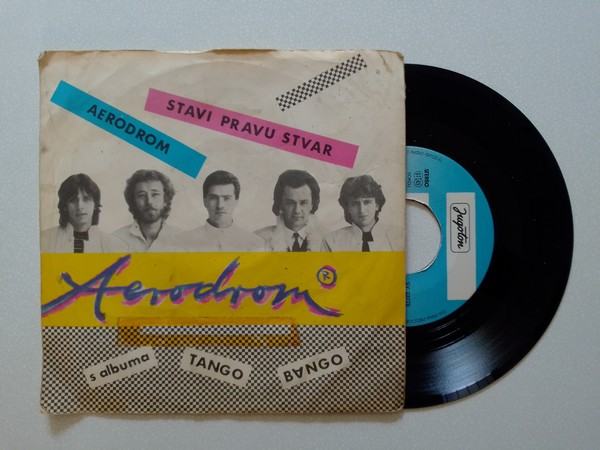 AERODROM
STAVI PRAVU STVAR
Aerodrom
R
s albuma
TANGO
BANGO
Jugoton
STEREO